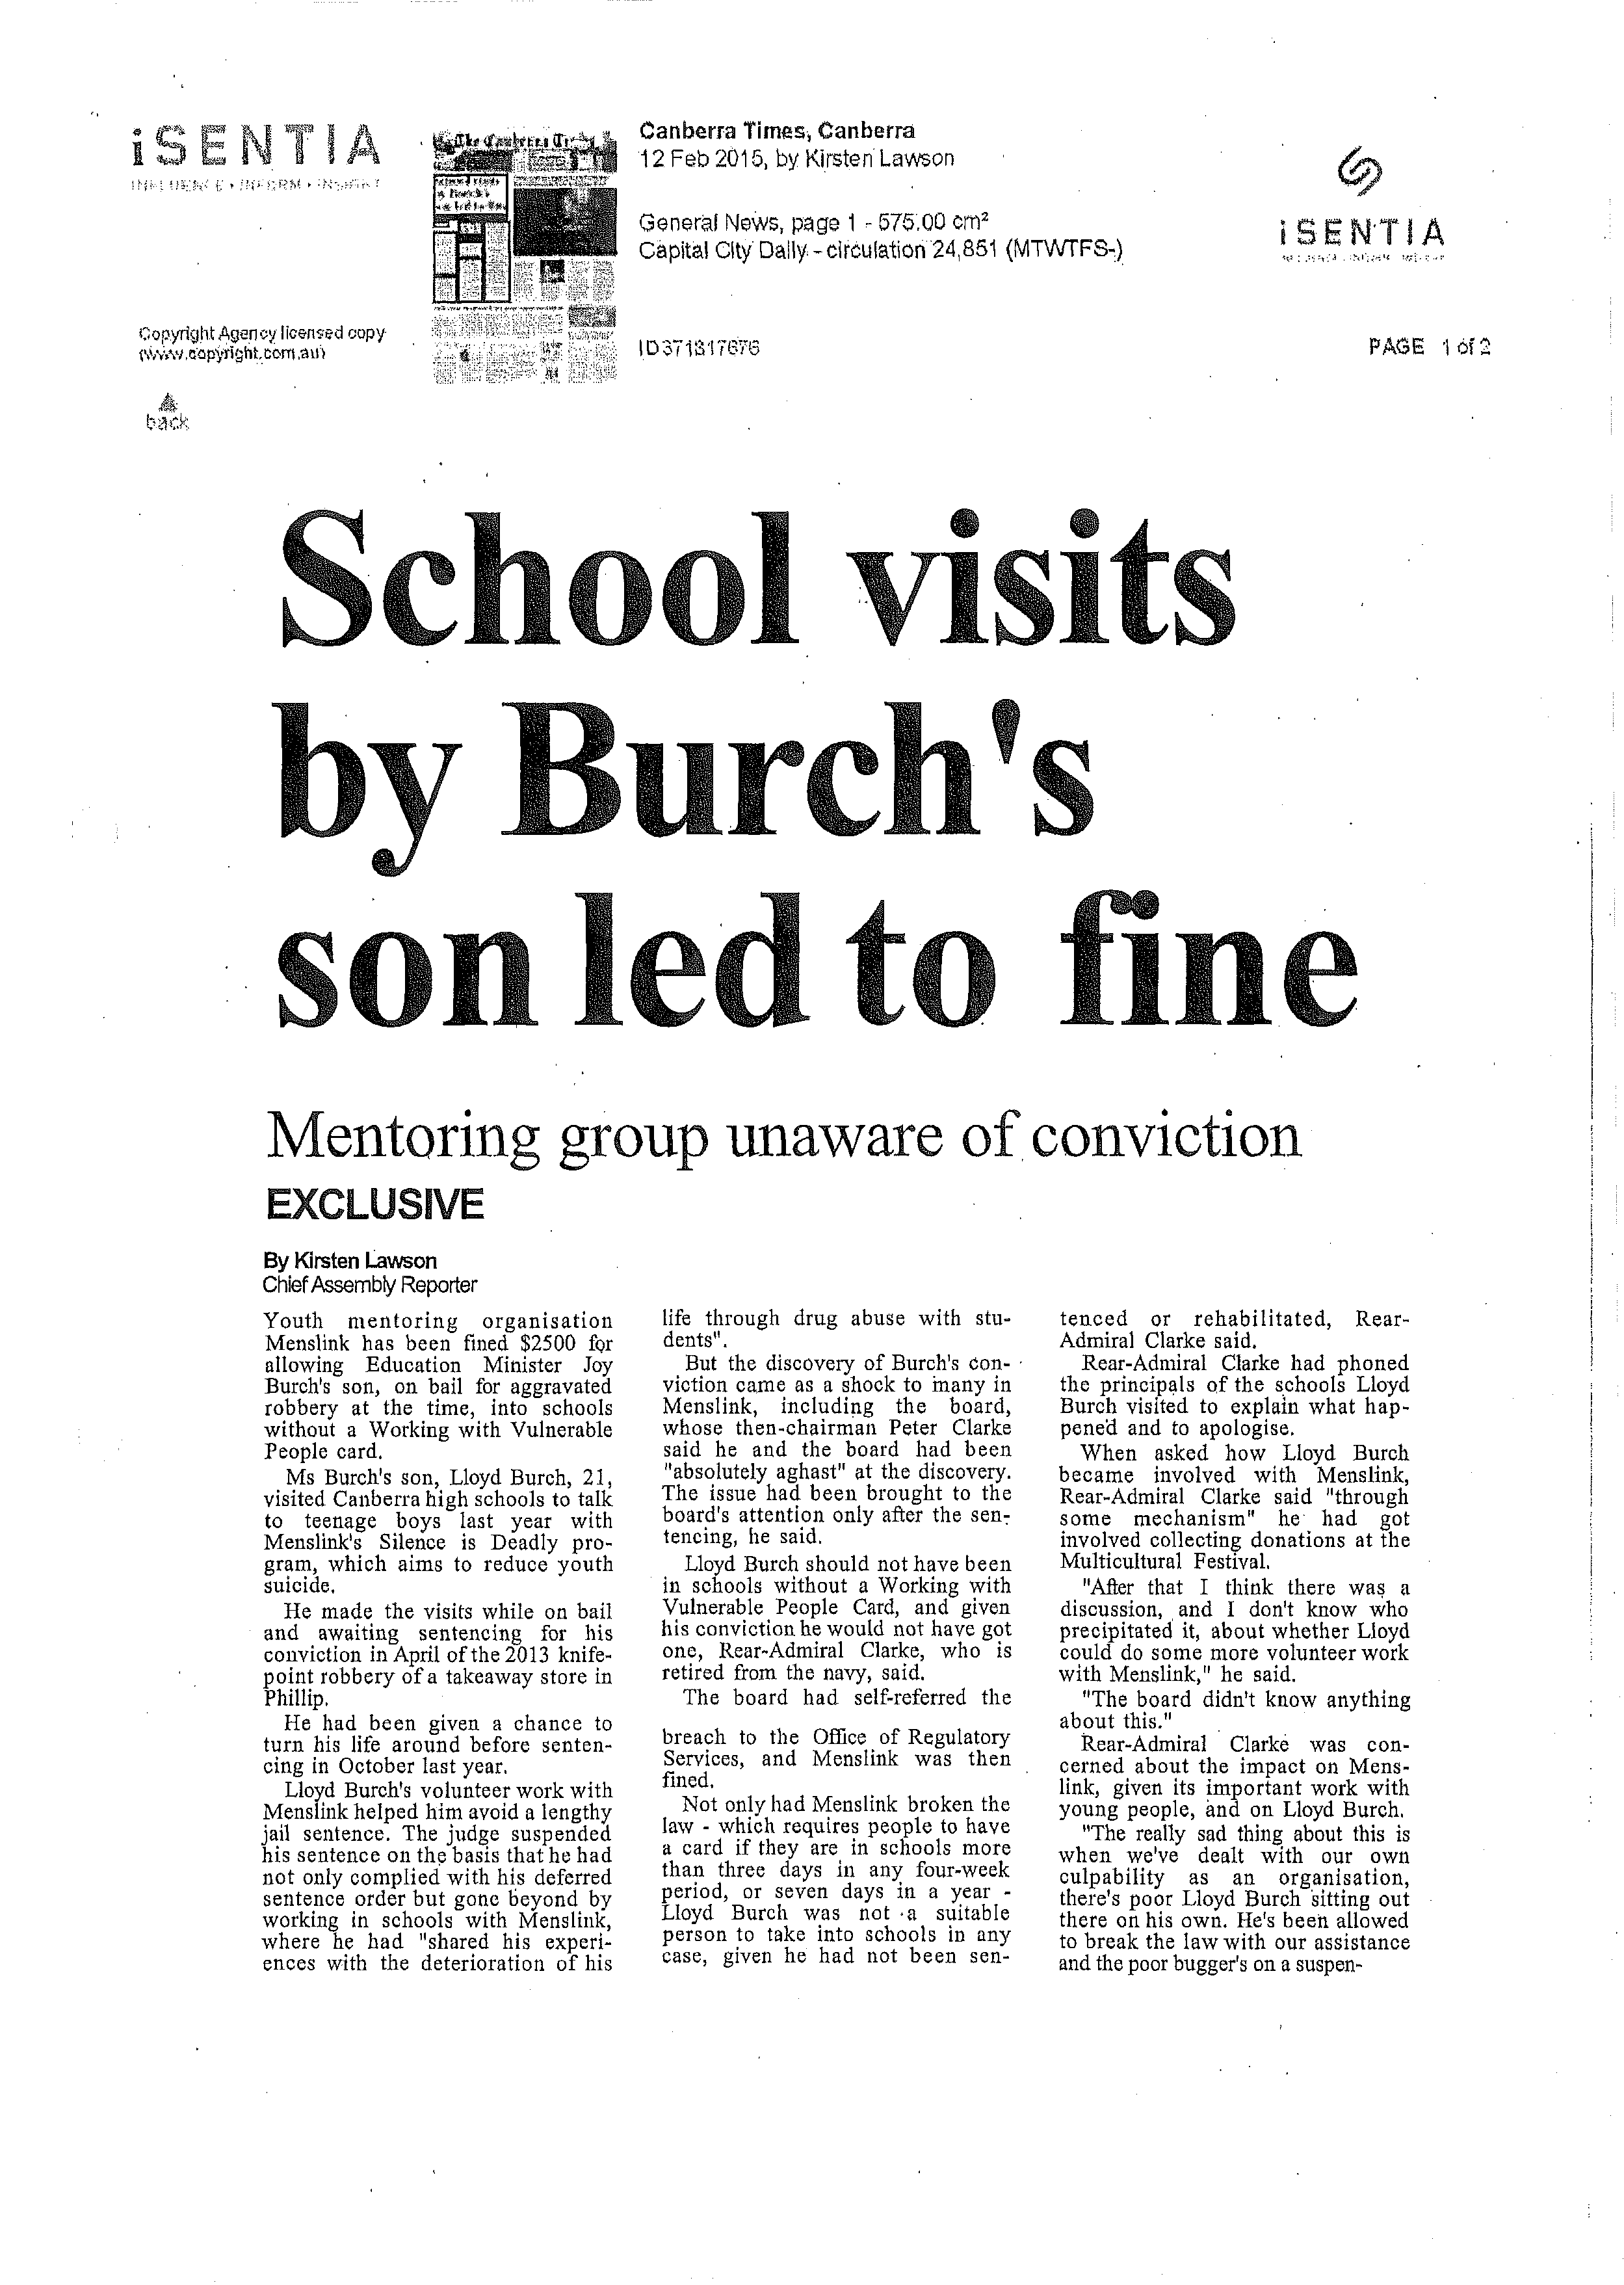 iSENTIA
INFLUENCE • INFORM • INSIGHT
Canberra Times, Canberra
12 Feb 2015, by Kirsten Lawson
General News, page 1 - 575.00 cm²
Capital City Daily - circulation 24,851 (MTWTFS-)
iSENTIA
Copyright Agency licensed copy
(www.copyright.com.au)
ID 371317676
PAGE 1 of 2
back
School visits
by Burch's
son led to fine
Mentoring group unaware of conviction
EXCLUSIVE
By Kirsten Lawson
Chief Assembly Reporter
Youth mentoring organisation
Menslink has been fined $2500 for
allowing Education Minister Joy
Burch's son, on bail for aggravated
robbery at the time, into schools
without a Working with Vulnerable
People card.
Ms Burch's son, Lloyd Burch, 21,
visited Canberra high schools to talk
to teenage boys last year with
Menslink's Silence is Deadly pro-
gram, which aims to reduce youth
suicide.
He made the visits while on bail
and awaiting sentencing for his
conviction in April of the 2013 knife-
point robbery of a takeaway store in
Phillip.
He had been given a chance to
turn his life around before senten-
cing in October last year.
Lloyd Burch's volunteer work with
Menslink helped him avoid a lengthy
jail sentence. The judge suspended
his sentence on the basis that he had
not only complied with his deferred
sentence order but gone beyond by
working in schools with Menslink,
where he had "shared his experi-
ences with the deterioration of his
life through drug abuse with stu-
dents".
But the discovery of Burch's con-
viction came as a shock to many in
Menslink, including the board,
whose then-chairman Peter Clarke
said he and the board had been
"absolutely aghast" at the discovery.
The issue had been brought to the
board's attention only after the sen-
tencing, he said.
Lloyd Burch should not have been
in schools without a Working with
Vulnerable People Card, and given
his conviction he would not have got
one, Rear-Admiral Clarke, who is
retired from the navy, said.
The board had self-referred the
breach to the Office of Regulatory
Services, and Menslink was then
fined.
Not only had Menslink broken the
law - which requires people to have
a card if they are in schools more
than three days in any four-week
period, or seven days in a year -
Lloyd Burch was not a suitable
person to take into schools in any
case, given he had not been sen-
tenced or rehabilitated, Rear-
Admiral Clarke said.
Rear-Admiral Clarke had phoned
the principals of the schools Lloyd
Burch visited to explain what hap-
pened and to apologise.
When asked how Lloyd Burch
became involved with Menslink,
Rear-Admiral Clarke said "through
some mechanism" he had got
involved collecting donations at the
Multicultural Festival.
"After that I think there was a
discussion, and I don't know who
precipitated it, about whether Lloyd
could do some more volunteer work
with Menslink," he said.
"The board didn't know anything
about this."
Rear-Admiral Clarke was con-
cerned about the impact on Mens-
link, given its important work with
young people, and on Lloyd Burch.
"The really sad thing about this is
when we've dealt with our own
culpability as an organisation,
there's poor Lloyd Burch sitting out
there on his own. He's been allowed
to break the law with our assistance
and the poor bugger's on a suspen-